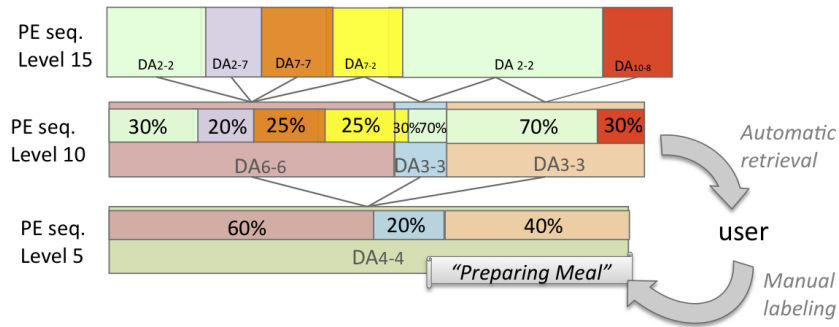 PE seq.
Level 15
DA2-2
DA2-7
DA7-7
DA7-2
DA 2-2
DA10-8
PE seq.
Level 10
30%
20%
25%
25%
30%
70%
70%
30%
DA6-6
DA3-3
DA3-3
Automatic
retrieval
PE seq.
Level 5
60%
20%
40%
DA4-4
user
“Preparing Meal”
Manual
labeling